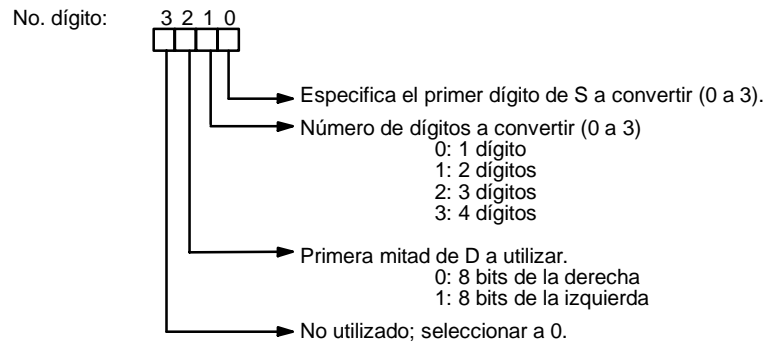 No. dígito: 3 2 1 0
Especifica el primer dígito de S a convertir (0 a 3).
Número de dígitos a convertir (0 a 3)
0: 1 dígito
1: 2 dígitos
2: 3 dígitos
3: 4 dígitos
Primera mitad de D a utilizar.
0: 8 bits de la derecha
1: 8 bits de la izquierda
No utilizado; seleccionar a 0.